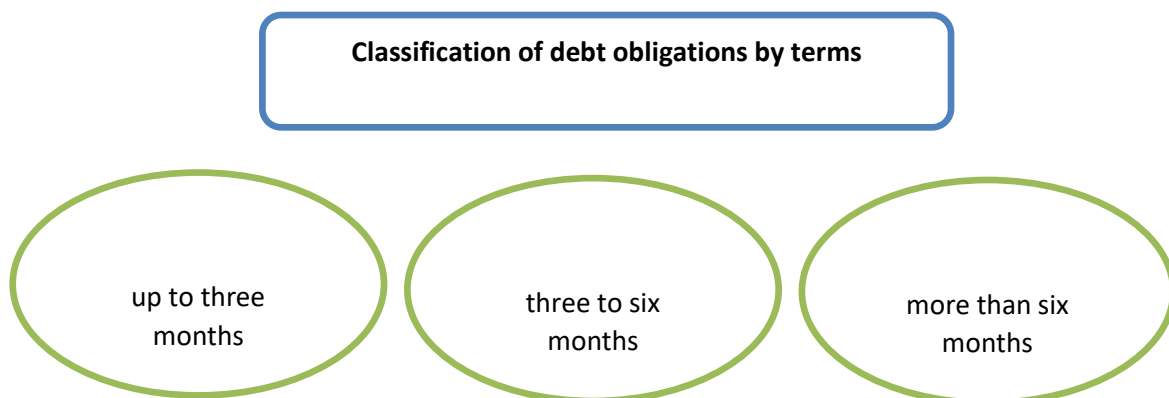 Classification of debt obligations by terms
up to three
months
three to six
months
more than six
months